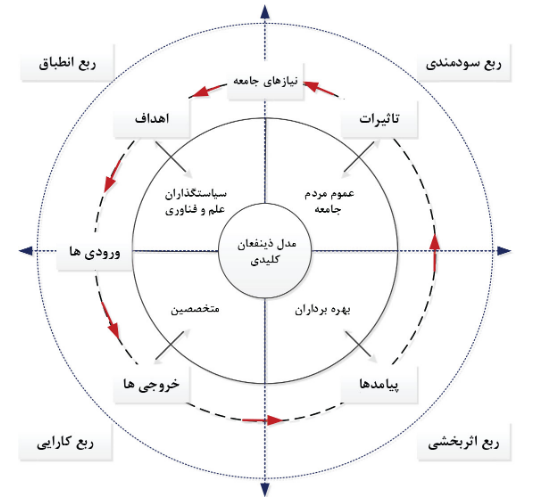 ربع انطباق
ربع سودمندی
نیازهای جامعه
اهداف
تاثیرات
سیاستگذاران
علم و فناوری
عموم مردم
جامعه
ورودی ها
مدل ذینفعان
کلیدی
متخصصین
بهره برداران
خروجی ها
پیامدها
ربع کارایی
ربع اثربخشی